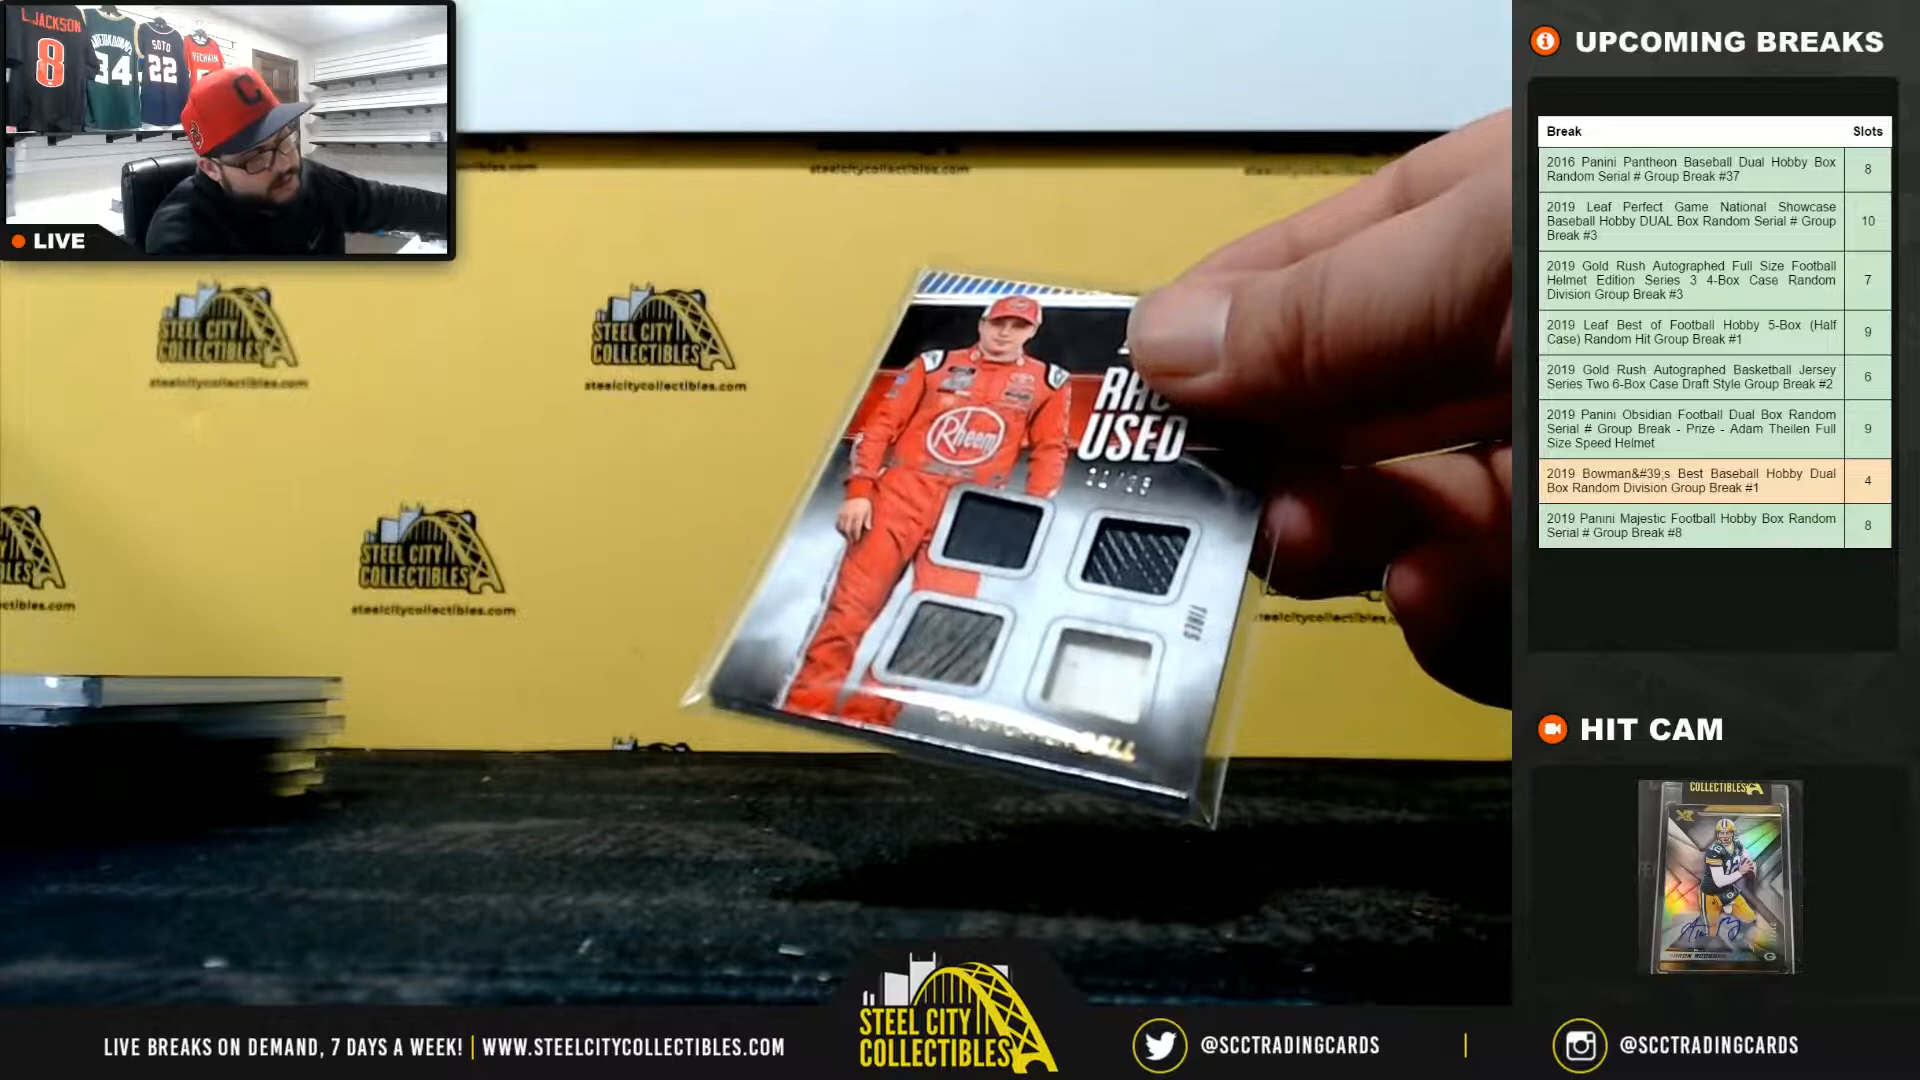 L.JACKSON
8
34
SOTO
22
LIVE
steelcitycollectibles.com
STEEL CITY
COLLECTIBLES
steelcitycollectibles.com
STEEL CITY
COLLECTIBLES
steelcitycollectibles.com
STEEL CITY
COLLECTIBLES
steelcitycollectibles.com
Rheem
USED
TIRES
UPCOMING BREAKS
Break Slots
2016 Panini Pantheon Baseball Dual Hobby Box
Random Serial # Group Break #37 8
2019 Leaf Perfect Game National Showcase
Baseball Hobby DUAL Box Random Serial # Group 10
Break #3
2019 Gold Rush Autographed Full Size Football
Helmet Edition Series 3 4-Box Case Random 7
Division Group Break #3
2019 Leaf Best of Football Hobby 5-Box (Half
Case) Random Hit Group Break #1 9
2019 Gold Rush Autographed Basketball Jersey
Series Two 6-Box Case Draft Style Group Break #2 6
2019 Panini Obsidian Football Dual Box Random
Serial # Group Break - Prize - Adam Theilen Full 9
Size Speed Helmet
2019 Bowman&#39;s Best Baseball Hobby Dual
Box Random Division Group Break #1 4
2019 Panini Majestic Football Hobby Box Random
Serial # Group Break #8 8
HIT CAM
COLLECTIBLES
XR
LIVE BREAKS ON DEMAND, 7 DAYS A WEEK! | WWW.STEELCITYCOLLECTIBLES.COM
STEEL CITY
COLLECTIBLES
@SCCTRADINGCARDS
@SCCTRADINGCARDS